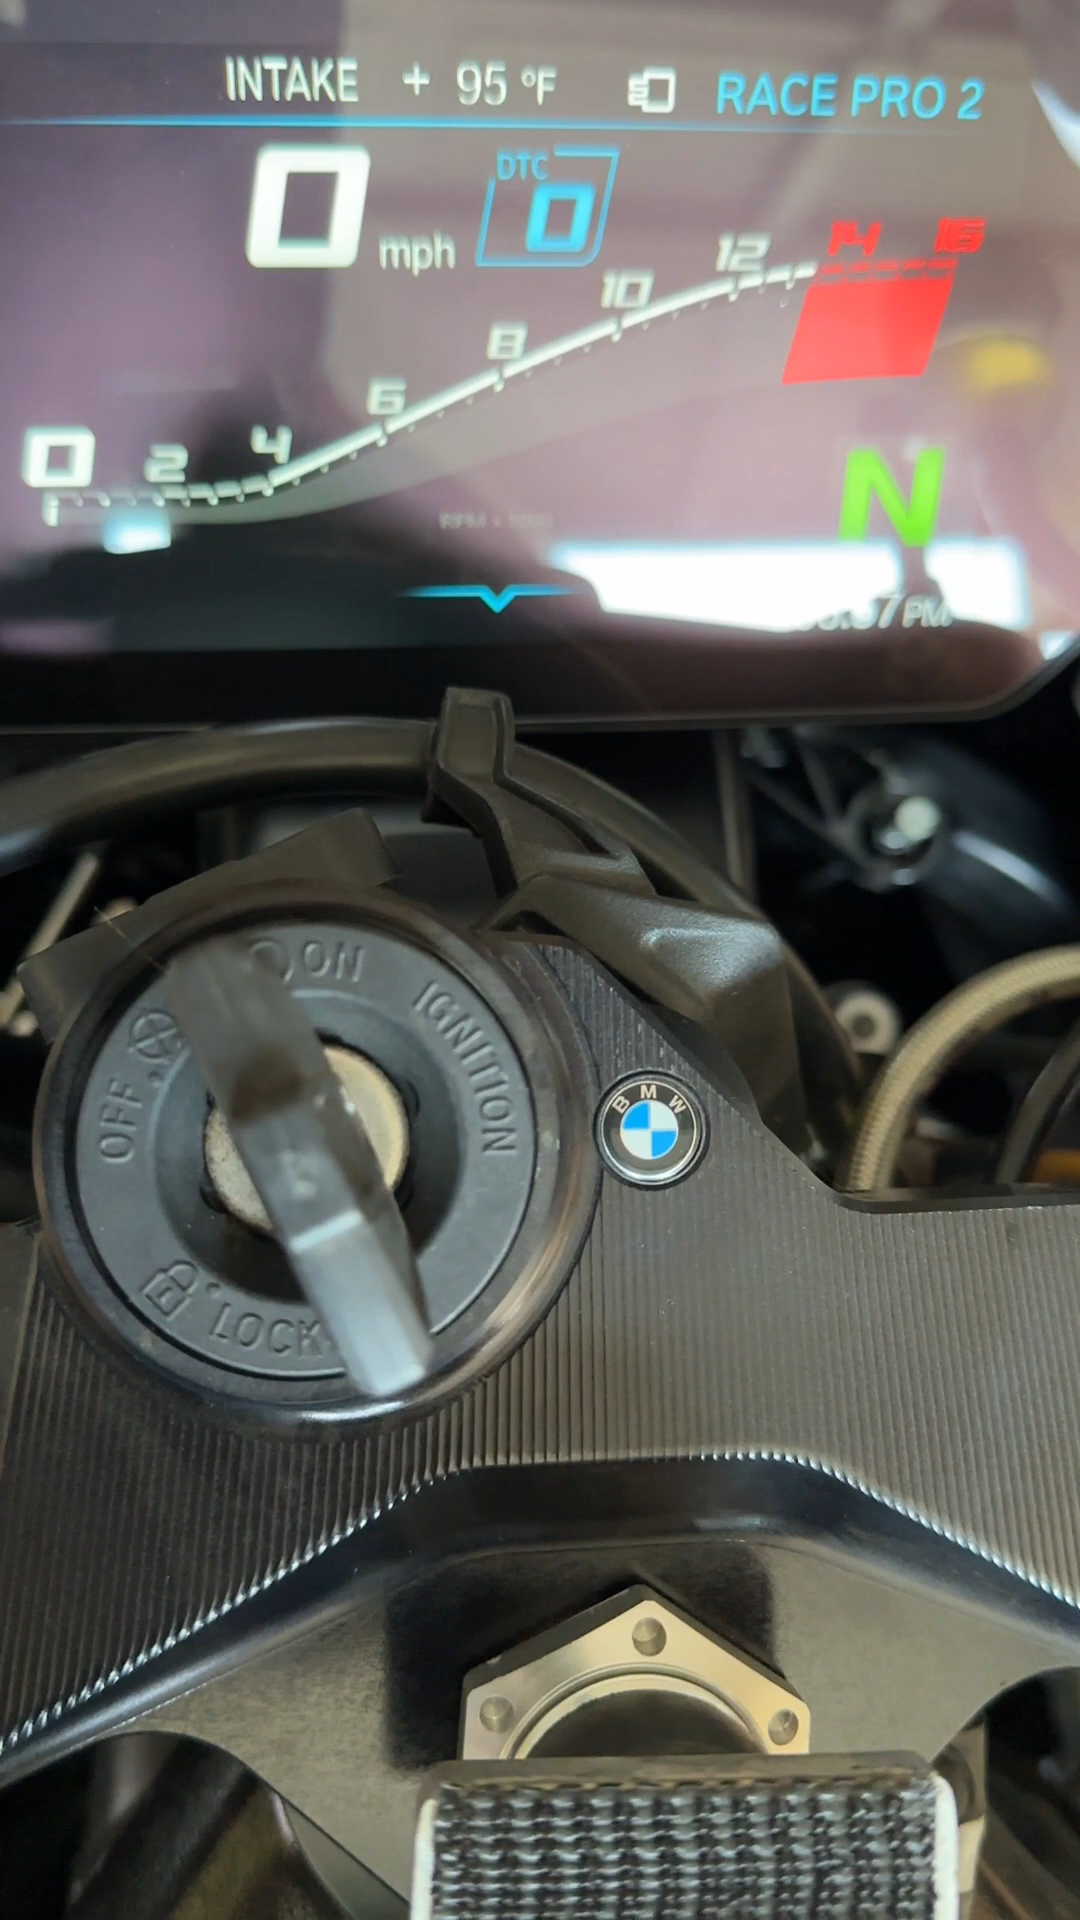 INTAKE + 95 °F RACE PRO 2
0 mph DTC 0
0 2 4 6 8 10 12 14 16
N
PM
ON
IGNITION
OFF
LOCK
BMW